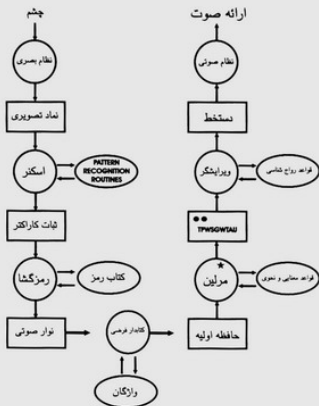 چشم
نظام بصری
نماد تصویری
اسکنر
PATTERN
RECOGNITION
ROUTINES
ثبات کاراکتر
رمزگشا
کتاب رمز
نوار صوتی
کتابدار فرضی
واژگان
حافظه اولیه
مرلین
قواعد معنایی و نحوی
TPWSGWTAU
ویرایشگر
قواعد رواج شناسی
دستخط
نظام صوتی
ارائه صوت